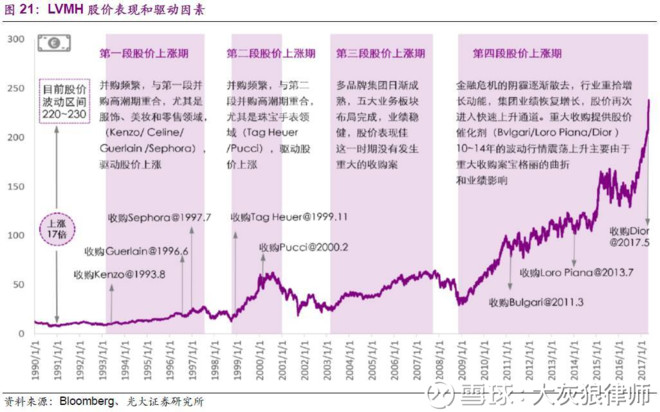 图 21：LVMH 股价表现和驱动因素
300
250
200
150
100
50
0
目前股价
波动区间
220~230
上涨
17倍
第一段股价上涨期
并购频繁，与第一段并
购高潮期重合，尤其是
服饰、美妆和零售领域，
（Kenzo/ Celine/
Guerlain /Sephora），
驱动股价上涨
第二段股价上涨期
并购频繁，与第二段
并购高潮期重合，尤
其是珠宝手表领域
（Tag Heuer
/Pucci），驱动股
价上涨
第三段股价上涨期
多品牌集团日渐成
熟，五大业务板块
布局完成，业绩稳
健，股价表现佳
这一时期没有发生
重大的收购案
第四段股价上涨期
金融危机的阴霾逐渐散去，行业重拾增
长动能，集团业绩恢复增长，股价再次
进入快速上升通道。重大收购提供股价
催化剂（Bvlgari/Loro Piana/Dior）
10~14年的波动行情震荡上升主要由于
重大收购案宝格丽的曲折
和业绩影响
收购Sephora@1997.7
收购Guerlain@1996.6
收购Kenzo@1993.8
收购Tag Heuer@1999.11
收购Pucci@2000.2
收购Dior
@2017.5
收购Loro Piana@2013.7
收购Bulgari@2011.3
1990/1/1
1991/1/1
1992/1/1
1993/1/1
1994/1/1
1995/1/1
1996/1/1
1997/1/1
1998/1/1
1999/1/1
2000/1/1
2001/1/1
2002/1/1
2003/1/1
2004/1/1
2005/1/1
2006/1/1
2007/1/1
2008/1/1
2009/1/1
2010/1/1
2011/1/1
2012/1/1
2013/1/1
2014/1/1
2015/1/1
2016/1/1
2017/1/1
资料来源：Bloomberg、光大证券研究所
雪球：大灰狼律师